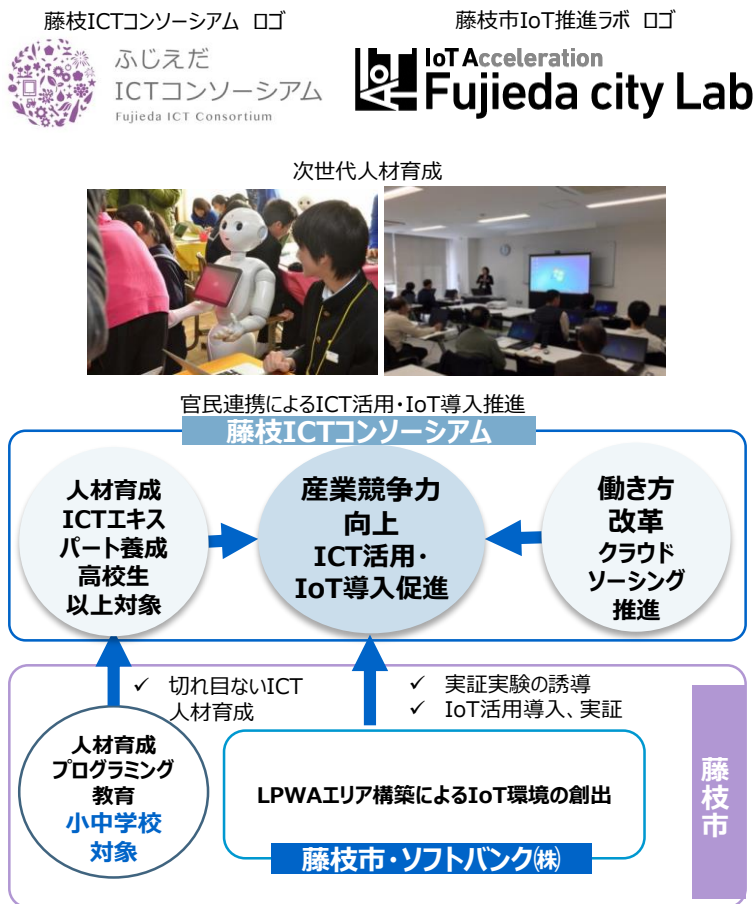 藤枝ICTコンソーシアム ロゴ
藤枝市IoT推進ラボ ロゴ
ふじえだ
ICTコンソーシアム
Fujieda ICT Consortium
IoT
IoT Acceleration
Fujieda city Lab
次世代人材育成
官民連携によるICT活用・IoT導入推進
藤枝ICTコンソーシアム
人材育成
ICTエキス
パート養成
高校生
以上対象
産業競争力
向上
ICT活用・
IoT導入促進
働き方
改革
クラウド
ソーシング
推進
✓ 切れ目ないICT
人材育成
✓ 実証実験の誘導
✓ IoT活用導入、実証
人材育成
プログラミング
教育
小中学校
対象
LPWAエリア構築によるIoT環境の創出
藤枝市・ソフトバンク㈱
藤枝市